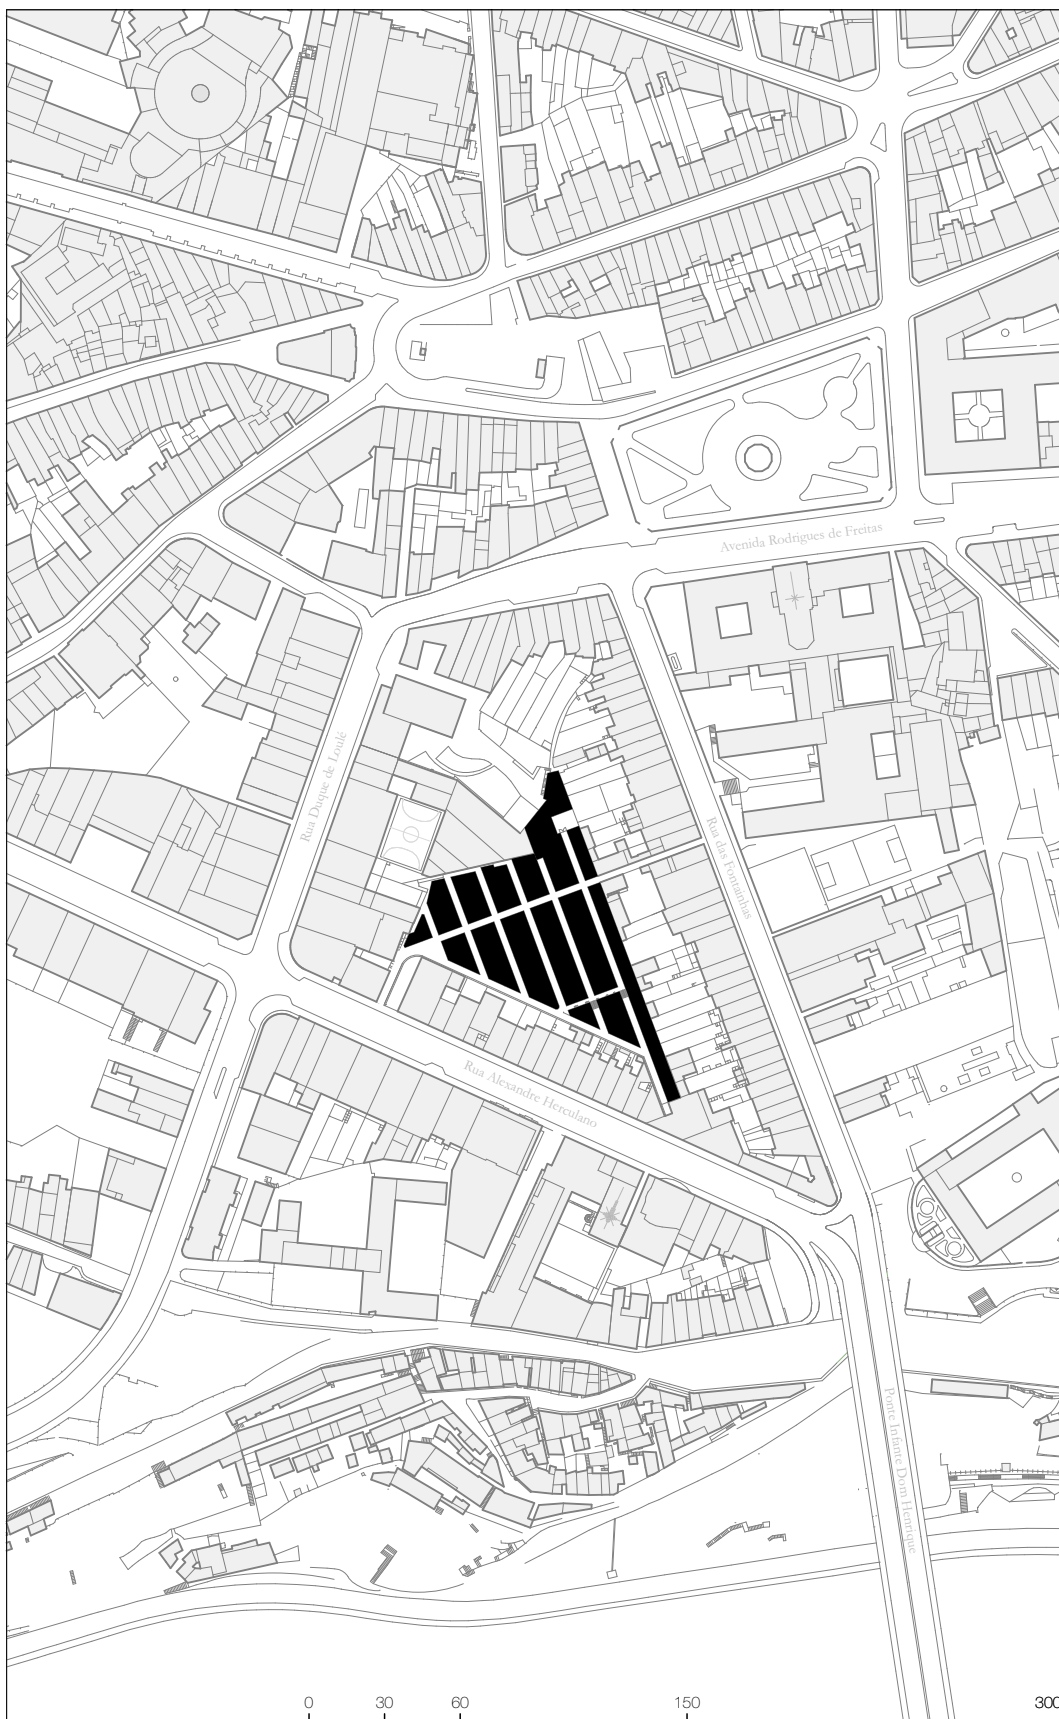 Avenida Rodrigues de Freitas
Rua Duque de Loulé
Rua das Fontaínhas
Rua Alexandre Herculano
Ponte Infante Dom Henrique
0 30 60 150 300